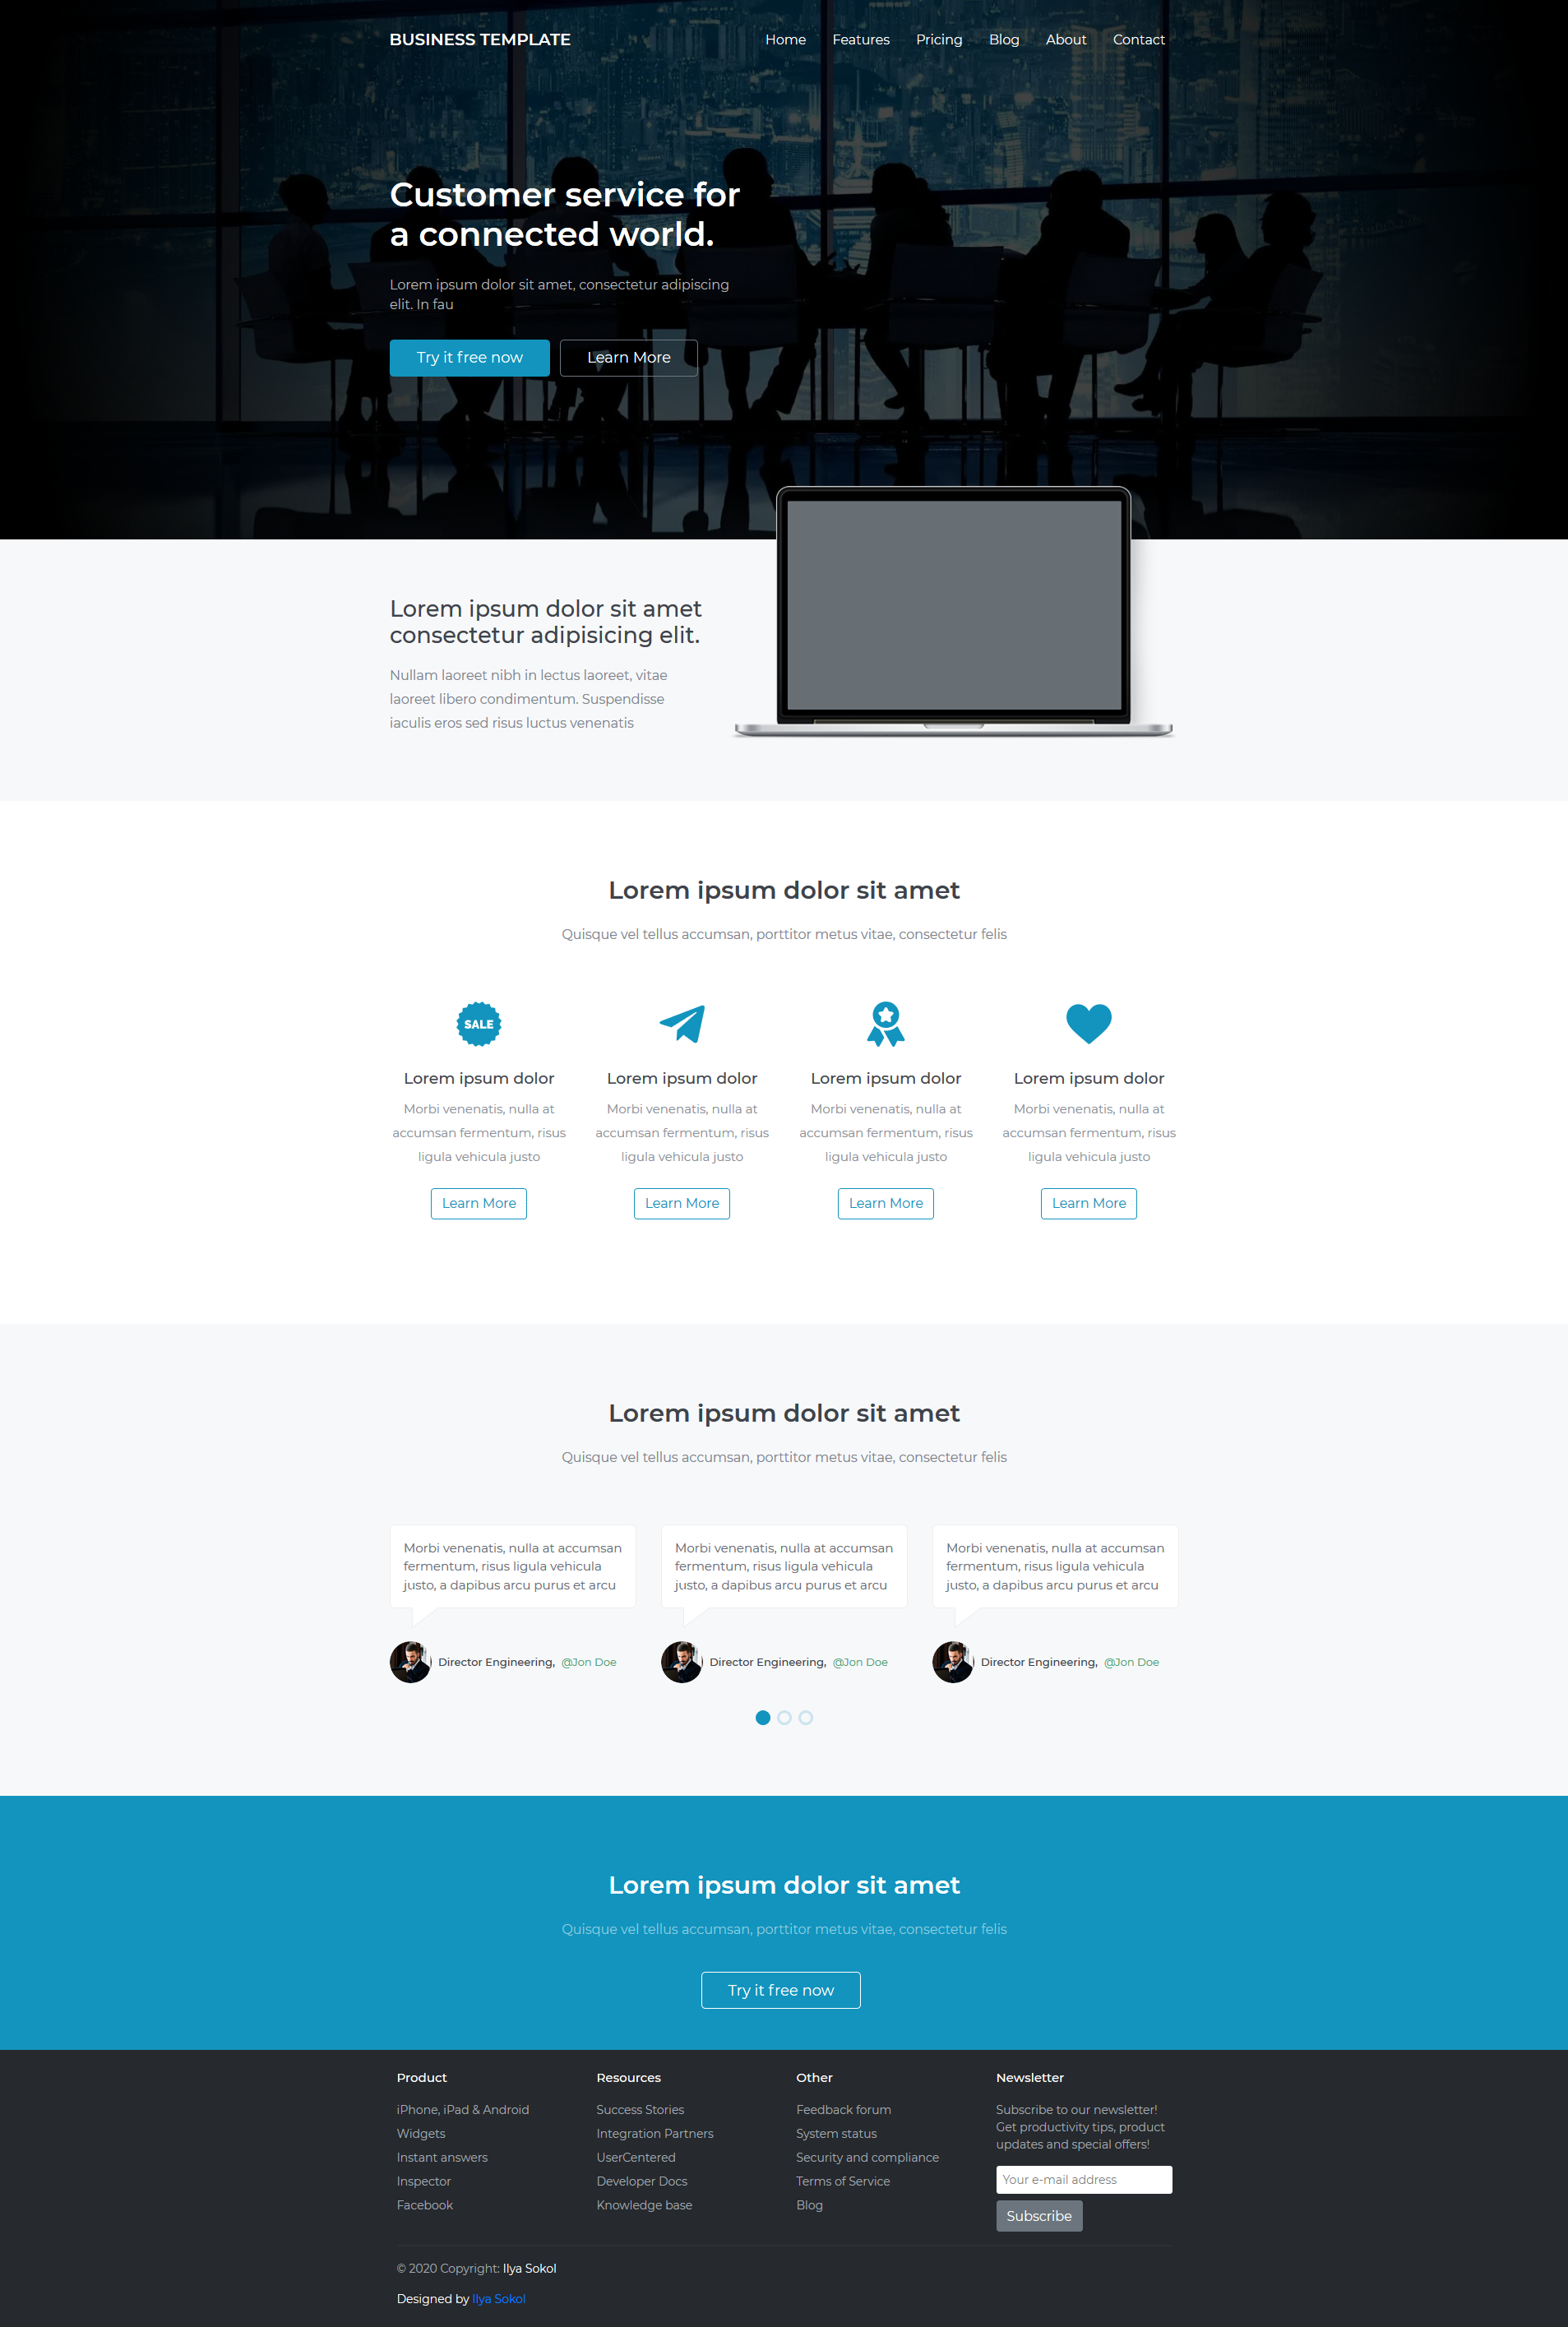 BUSINESS TEMPLATE
Home Features Pricing Blog About Contact
Customer service for
a connected world.
Lorem ipsum dolor sit amet, consectetur adipiscing
elit. In fau
Try it free now Learn More
Lorem ipsum dolor sit amet
consectetur adipisicing elit.
Nullam laoreet nibh in lectus laoreet, vitae
laoreet libero condimentum. Suspendisse
iaculis eros sed risus luctus venenatis
Lorem ipsum dolor sit amet
Quisque vel tellus accumsan, porttitor metus vitae, consectetur felis
SALE
Lorem ipsum dolor
Morbi venenatis, nulla at
accumsan fermentum, risus
ligula vehicula justo
Learn More
Lorem ipsum dolor
Morbi venenatis, nulla at
accumsan fermentum, risus
ligula vehicula justo
Learn More
Lorem ipsum dolor
Morbi venenatis, nulla at
accumsan fermentum, risus
ligula vehicula justo
Learn More
Lorem ipsum dolor
Morbi venenatis, nulla at
accumsan fermentum, risus
ligula vehicula justo
Learn More
Lorem ipsum dolor sit amet
Quisque vel tellus accumsan, porttitor metus vitae, consectetur felis
Morbi venenatis, nulla at accumsan
fermentum, risus ligula vehicula
justo, a dapibus arcu purus et arcu
Director Engineering, @Jon Doe
Morbi venenatis, nulla at accumsan
fermentum, risus ligula vehicula
justo, a dapibus arcu purus et arcu
Director Engineering, @Jon Doe
Morbi venenatis, nulla at accumsan
fermentum, risus ligula vehicula
justo, a dapibus arcu purus et arcu
Director Engineering, @Jon Doe
Lorem ipsum dolor sit amet
Quisque vel tellus accumsan, porttitor metus vitae, consectetur felis
Try it free now
Product
iPhone, iPad & Android
Widgets
Instant answers
Inspector
Facebook
Resources
Success Stories
Integration Partners
UserCentered
Developer Docs
Knowledge base
Other
Feedback forum
System status
Security and compliance
Terms of Service
Blog
Newsletter
Subscribe to our newsletter!
Get productivity tips, product
updates and special offers!
Your e-mail address
Subscribe
© 2020 Copyright: Ilya Sokol
Designed by Ilya Sokol